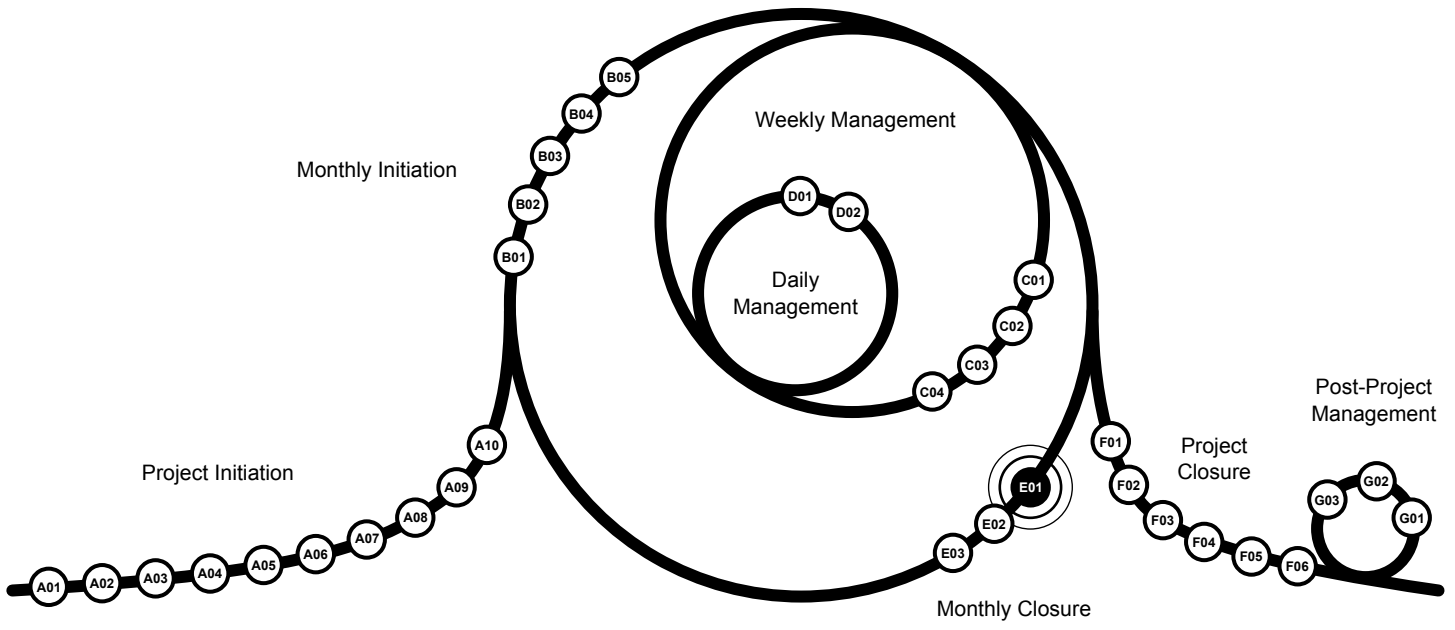 Monthly Initiation
B01
B02
B03
B04
B05
Weekly Management
D01
D02
Daily
Management
C01
C02
C03
C04
Project Initiation
A01
A02
A03
A04
A05
A06
A07
A08
A09
A10
E01
E02
E03
Monthly Closure
Project
Closure
F01
F02
F03
F04
F05
F06
Post-Project
Management
G01
G02
G03